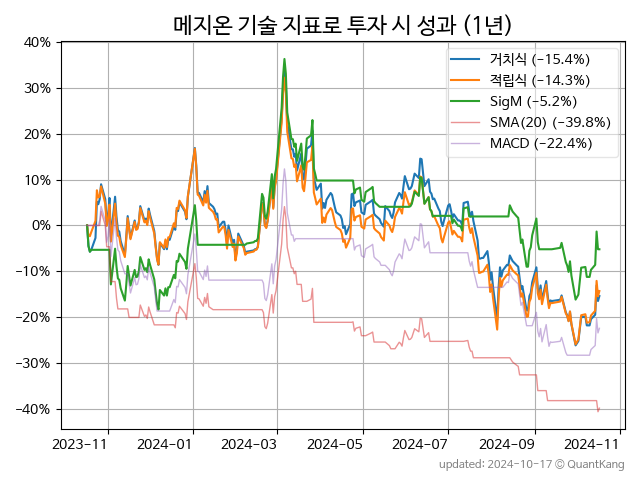 메지온 기술 지표로 투자 시 성과 (1년)
거치식 (−15.4%)
적립식 (−14.3%)
SigM (−5.2%)
SMA(20) (−39.8%)
MACD (−22.4%)
40%
30%
20%
10%
0%
−10%
−20%
−30%
−40%
2023-11 2024-01 2024-03 2024-05 2024-07 2024-09 2024-11
updated: 2024-10-17 ⓒ QuantKang